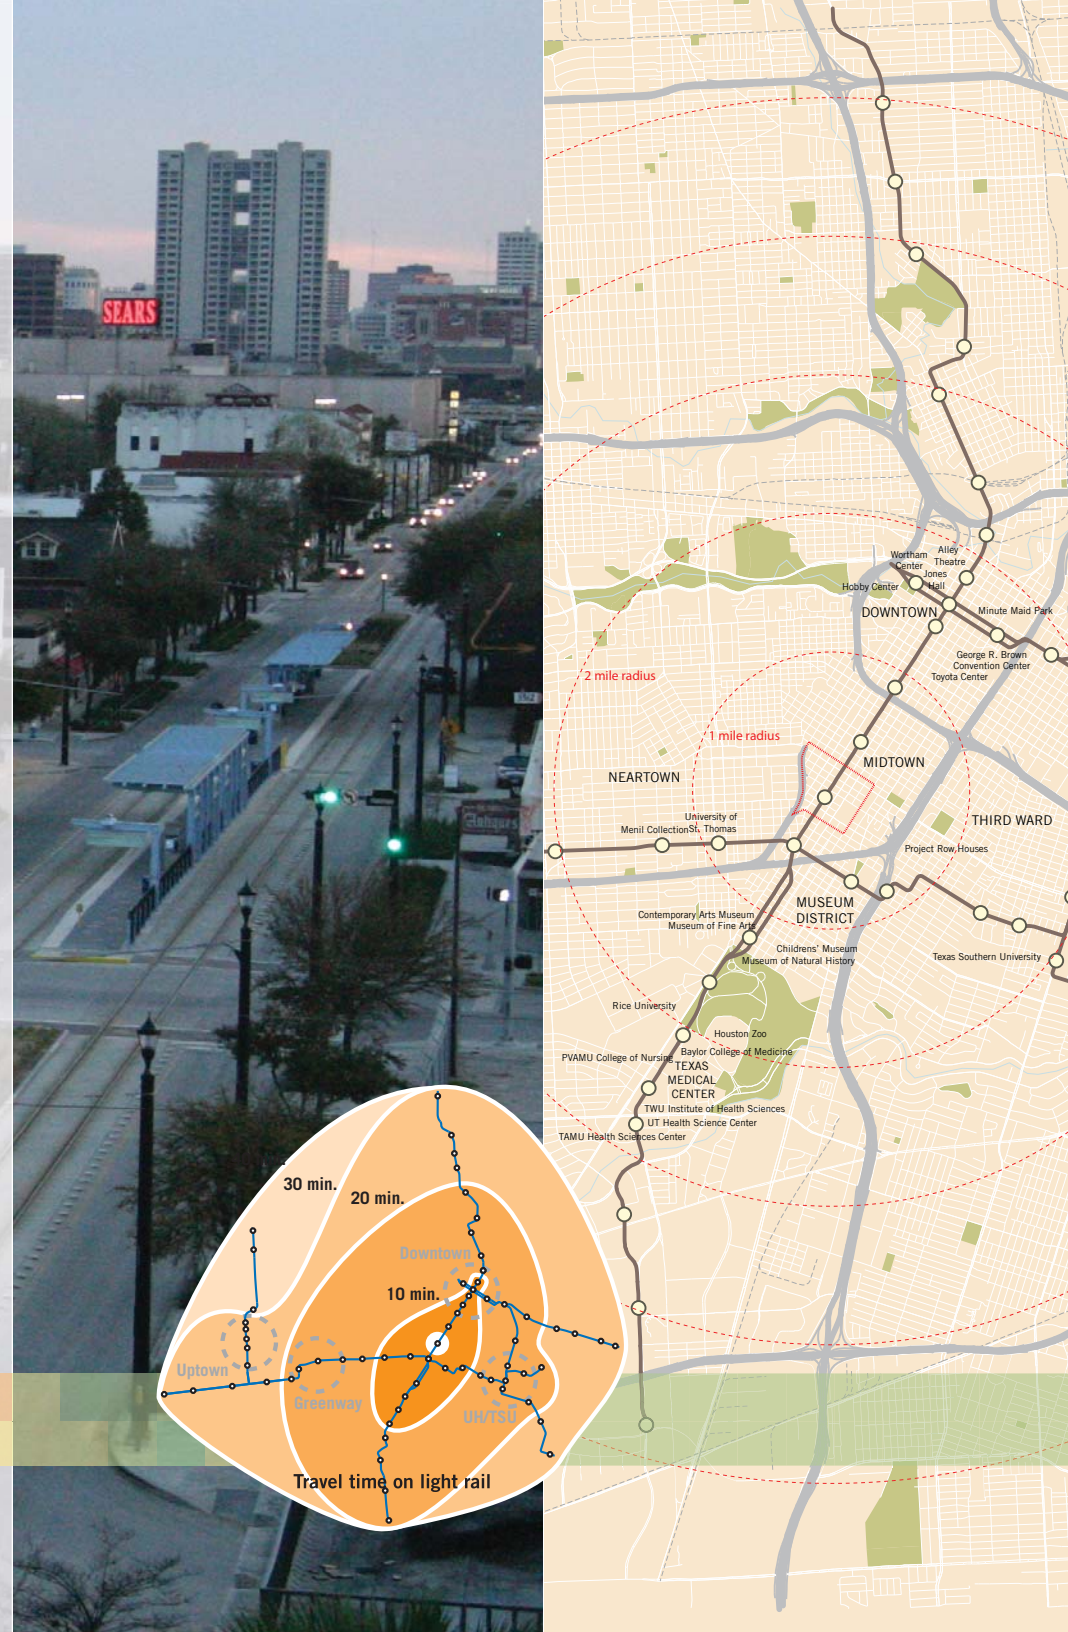 SEARS
Antiques
30 min.
20 min.
Downtown
10 min.
Uptown
Greenway
UH/TSU
Travel time on light rail
Wortham
Center
Alley
Theatre
Jones
Hall
Hobby Center
DOWNTOWN
Minute Maid Park
George R. Brown
Convention Center
Toyota Center
2 mile radius
1 mile radius
MIDTOWN
NEARTOWN
University of
St. Thomas
Menil Collection
THIRD WARD
Project Row Houses
MUSEUM
DISTRICT
Contemporary Arts Museum
Museum of Fine Arts
Childrens' Museum
Museum of Natural History
Texas Southern University
Rice University
Houston Zoo
PVAMU College of Nursing
Baylor College of Medicine
TEXAS
MEDICAL
CENTER
TWU Institute of Health Sciences
UT Health Science Center
TAMU Health Sciences Center